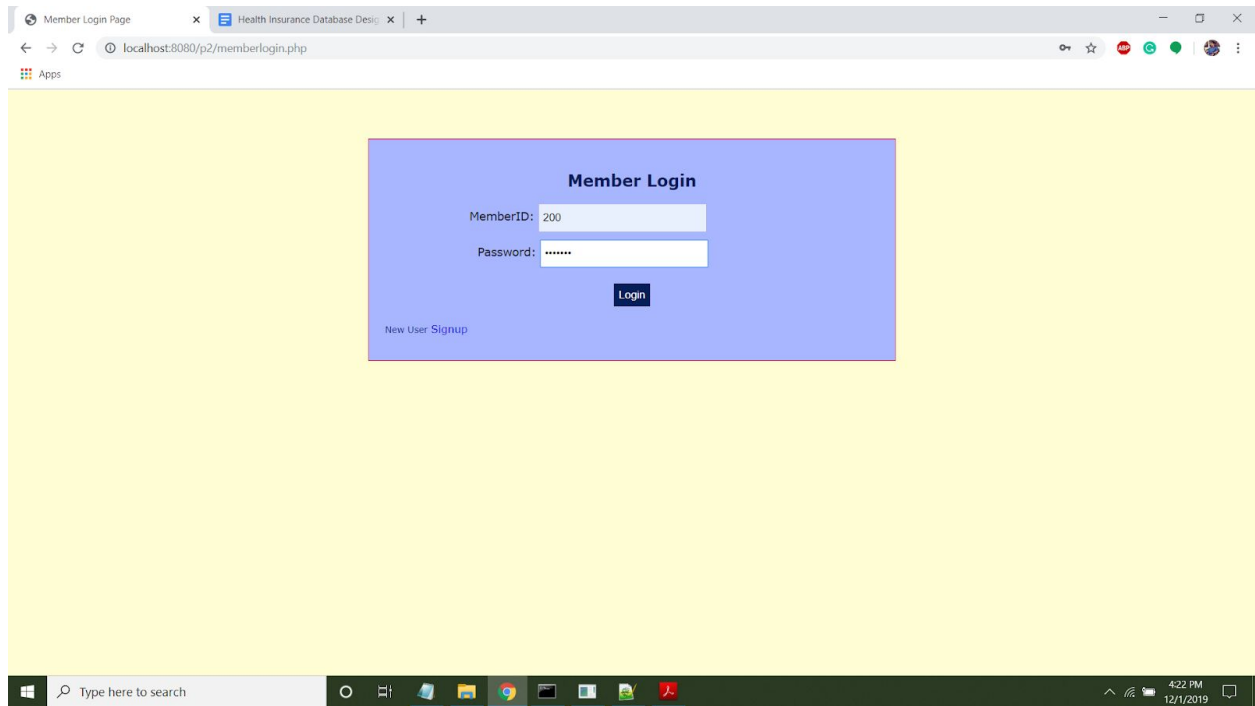 Member Login Page
Health Insurance Database Desig
localhost:8080/p2/memberlogin.php
ABP
Apps
Member Login
MemberID: 200
Password: •••••••
Login
New User Signup
Type here to search
4:22 PM
12/1/2019